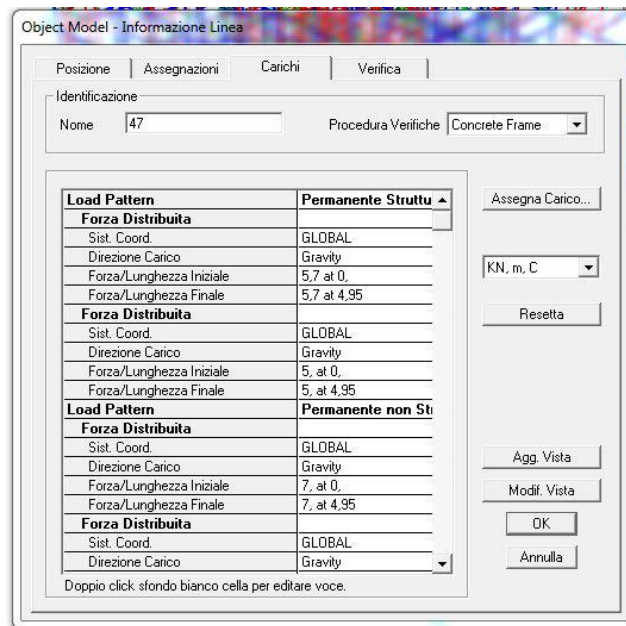 Object Model - Informazione Linea
Posizione Assegnazioni Carichi Verifica
Identificazione
Nome 47 Procedura Verifiche Concrete Frame
Load Pattern Permanente Struttu
Forza Distribuita
Sist. Coord. GLOBAL
Direzione Carico Gravity
Forza/Lunghezza Iniziale 5,7 at 0,
Forza/Lunghezza Finale 5,7 at 4,95
Forza Distribuita
Sist. Coord. GLOBAL
Direzione Carico Gravity
Forza/Lunghezza Iniziale 5, at 0,
Forza/Lunghezza Finale 5, at 4,95
Load Pattern Permanente non Str
Forza Distribuita
Sist. Coord. GLOBAL
Direzione Carico Gravity
Forza/Lunghezza Iniziale 7, at 0,
Forza/Lunghezza Finale 7, at 4,95
Forza Distribuita
Sist. Coord. GLOBAL
Direzione Carico Gravity
Doppio click sfondo bianco cella per editare voce.
Assegna Carico...
KN, m, C
Resetta
Agg. Vista
Modif. Vista
OK
Annulla